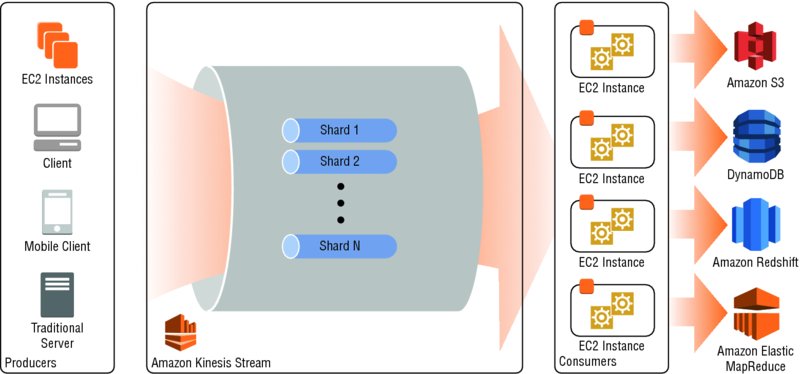 EC2 Instances
Client
Mobile Client
Traditional
Server
Producers
Shard 1
Shard 2
Shard N
Amazon Kinesis Stream
EC2 Instance
EC2 Instance
EC2 Instance
EC2 Instance
Consumers
Amazon S3
DynamoDB
Amazon Redshift
Amazon Elastic
MapReduce